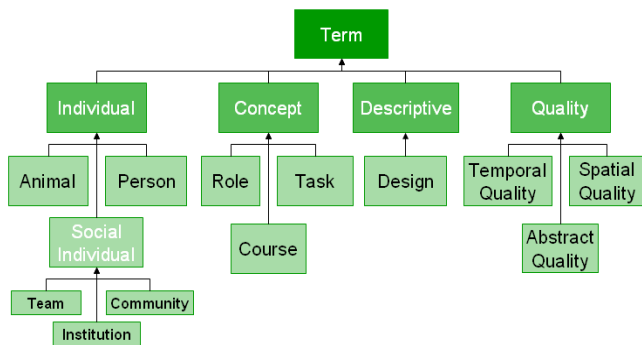 Term
Individual
Concept
Descriptive
Quality
Animal
Person
Role
Task
Design
Temporal
Quality
Spatial
Quality
Social
Individual
Course
Abstract
Quality
Team
Community
Institution